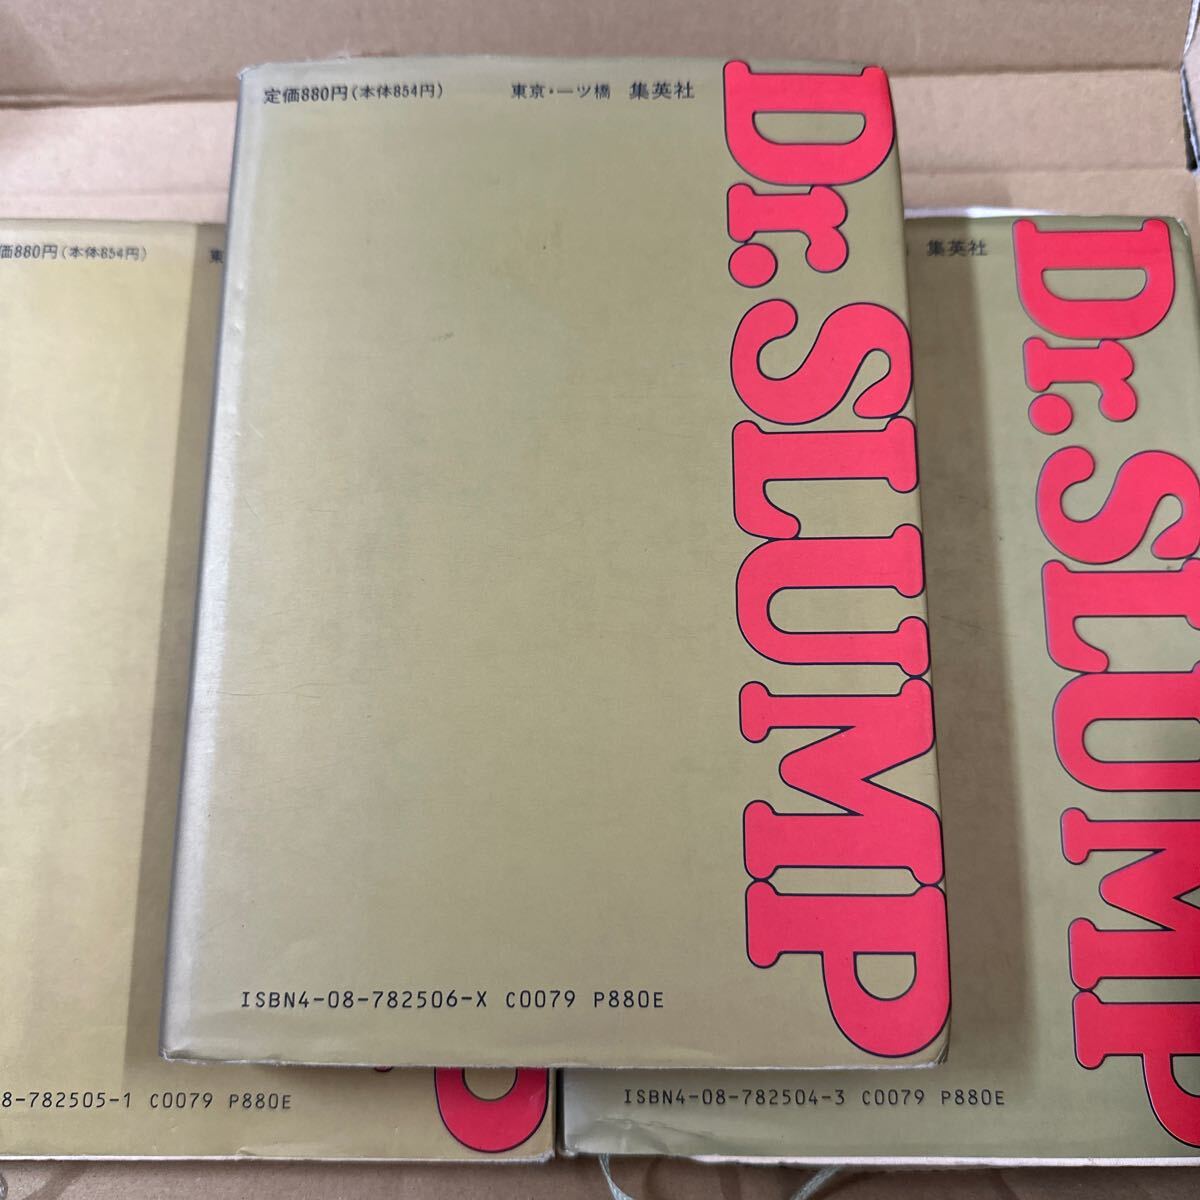 定価880円(本体854円) 東京・一ツ橋 集英社
Dr.SLUMP
ISBN4-08-782506-X C0079 P880E
価880円(本体854円) 東
8-782505-1 C0079 P880E
集英社
Dr.SLUMP
ISBN4-08-782504-3 C0079 P880E